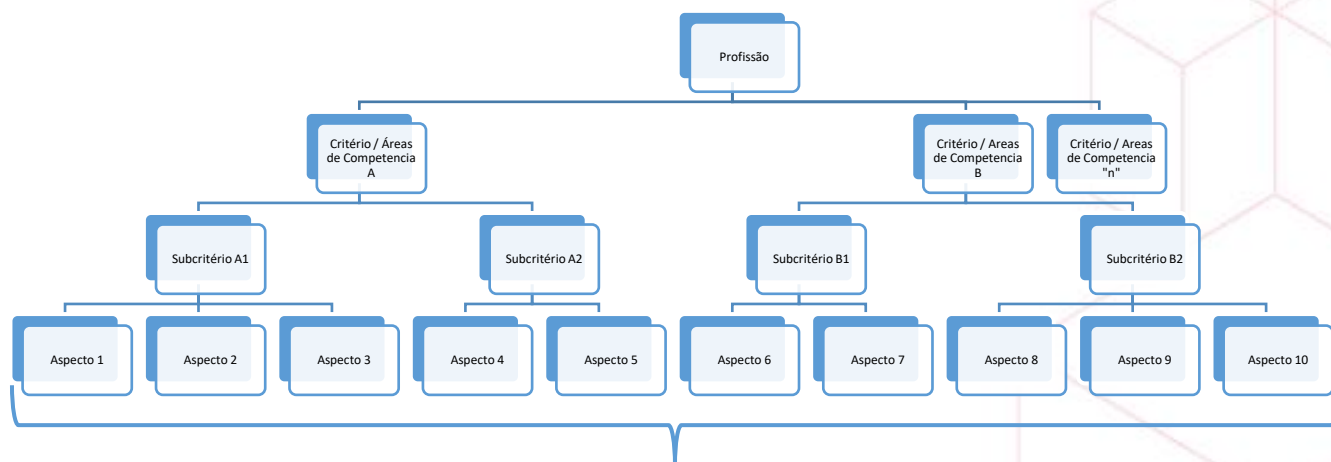 Profissão
Critério / Áreas
de Competencia
A
Critério / Areas
de Competencia
B
Critério / Areas
de Competencia
"n"
Subcritério A1
Subcritério A2
Subcritério B1
Subcritério B2
Aspecto 1
Aspecto 2
Aspecto 3
Aspecto 4
Aspecto 5
Aspecto 6
Aspecto 7
Aspecto 8
Aspecto 9
Aspecto 10